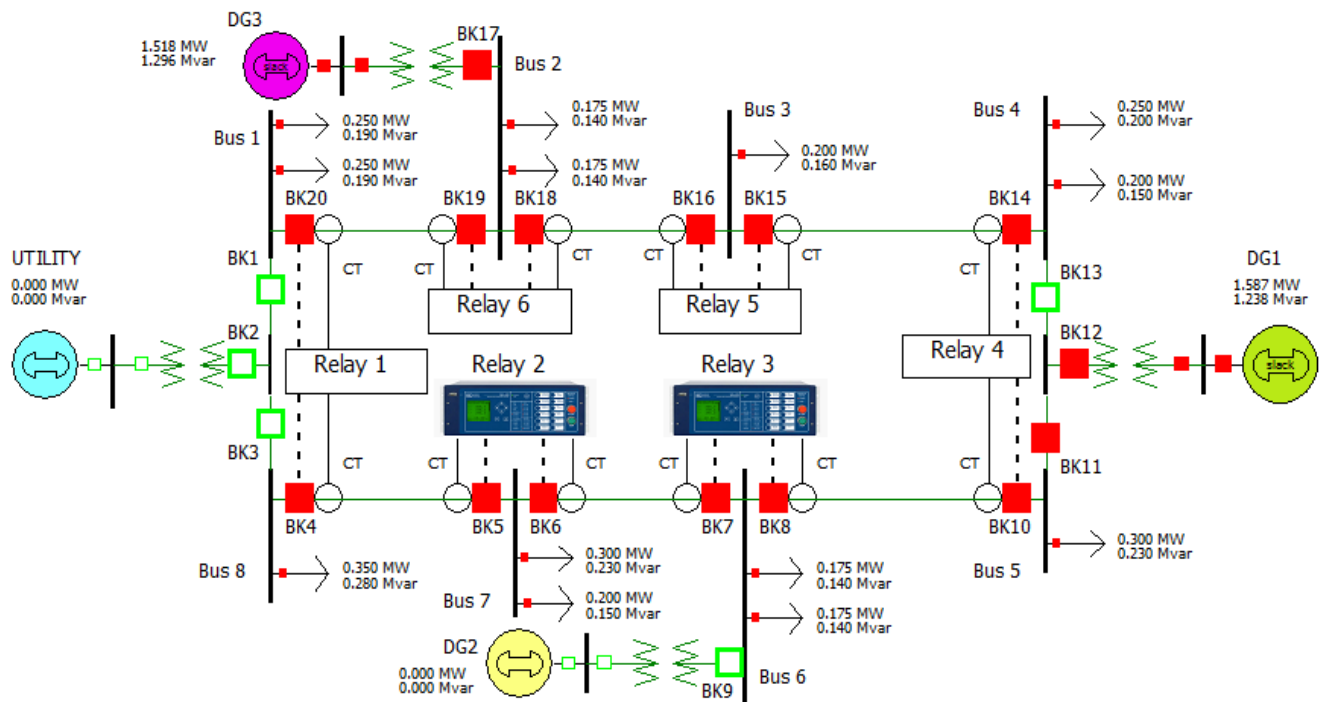 DG3
1.518 MW
1.296 Mvar
slack
BK17
Bus 2
Bus 1
0.250 MW
0.190 Mvar
0.250 MW
0.190 Mvar
0.175 MW
0.140 Mvar
0.175 MW
0.140 Mvar
Bus 3
0.200 MW
0.160 Mvar
Bus 4
0.250 MW
0.200 Mvar
0.200 MW
0.150 Mvar
BK20
BK19
BK18
BK16
BK15
BK14
CT
CT
CT
CT
CT
CT
UTILITY
0.000 MW
0.000 Mvar
BK1
BK2
BK3
Relay 6
Relay 5
Relay 1
Relay 2
Relay 3
Relay 4
BK13
BK12
BK11
DG1
1.587 MW
1.238 Mvar
slack
CT
CT
CT
CT
CT
CT
BK4
BK5
BK6
BK7
BK8
BK10
Bus 8
0.350 MW
0.280 Mvar
Bus 7
0.300 MW
0.230 Mvar
0.200 MW
0.150 Mvar
0.175 MW
0.140 Mvar
0.175 MW
0.140 Mvar
Bus 5
0.300 MW
0.230 Mvar
DG2
0.000 MW
0.000 Mvar
BK9
Bus 6